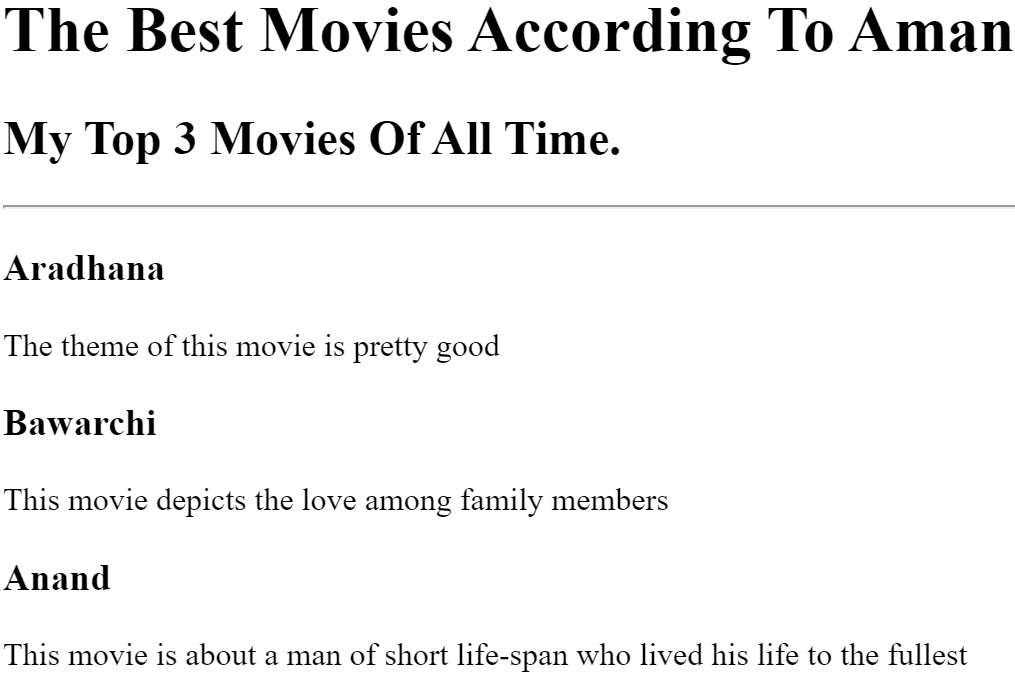 The Best Movies According To Aman
My Top 3 Movies Of All Time.
Aradhana
The theme of this movie is pretty good
Bawarchi
This movie depicts the love among family members
Anand
This movie is about a man of short life-span who lived his life to the fullest